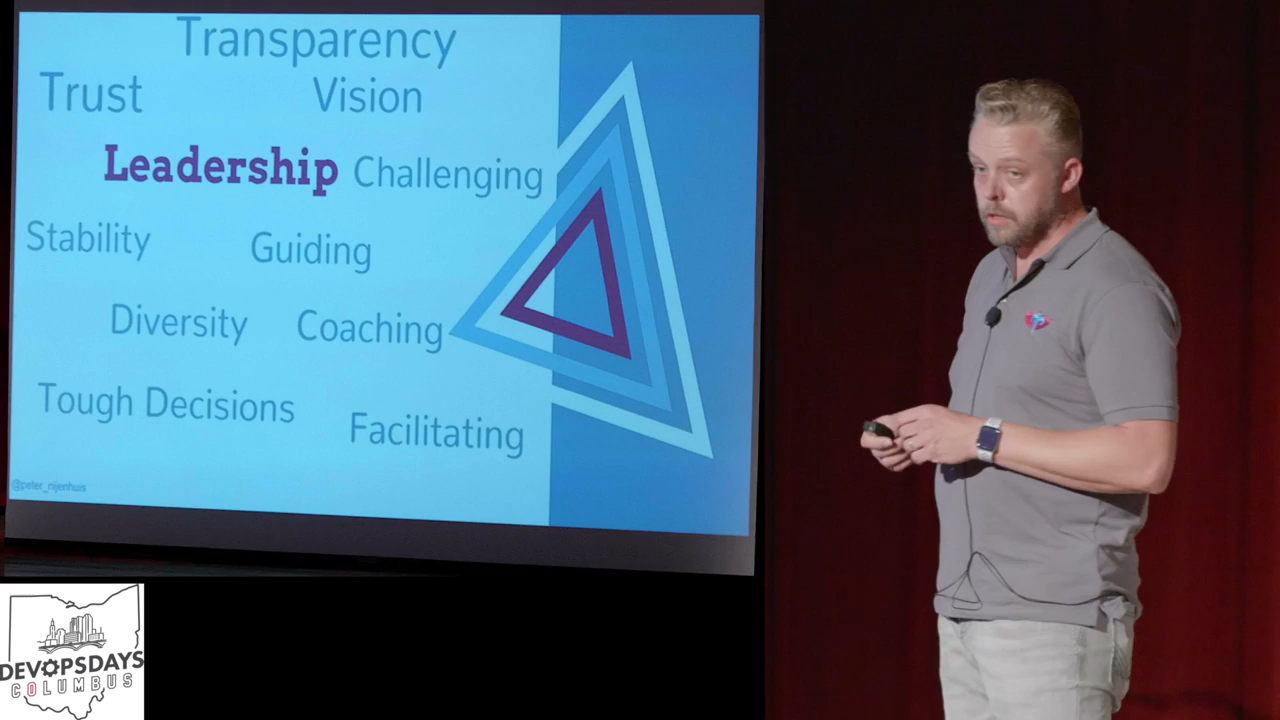 Transparency
Trust Vision
Leadership Challenging
Stability Guiding
Diversity Coaching
Tough Decisions Facilitating
@peter_nijenhuis
DEVOPSDAYS
COLUMBUS